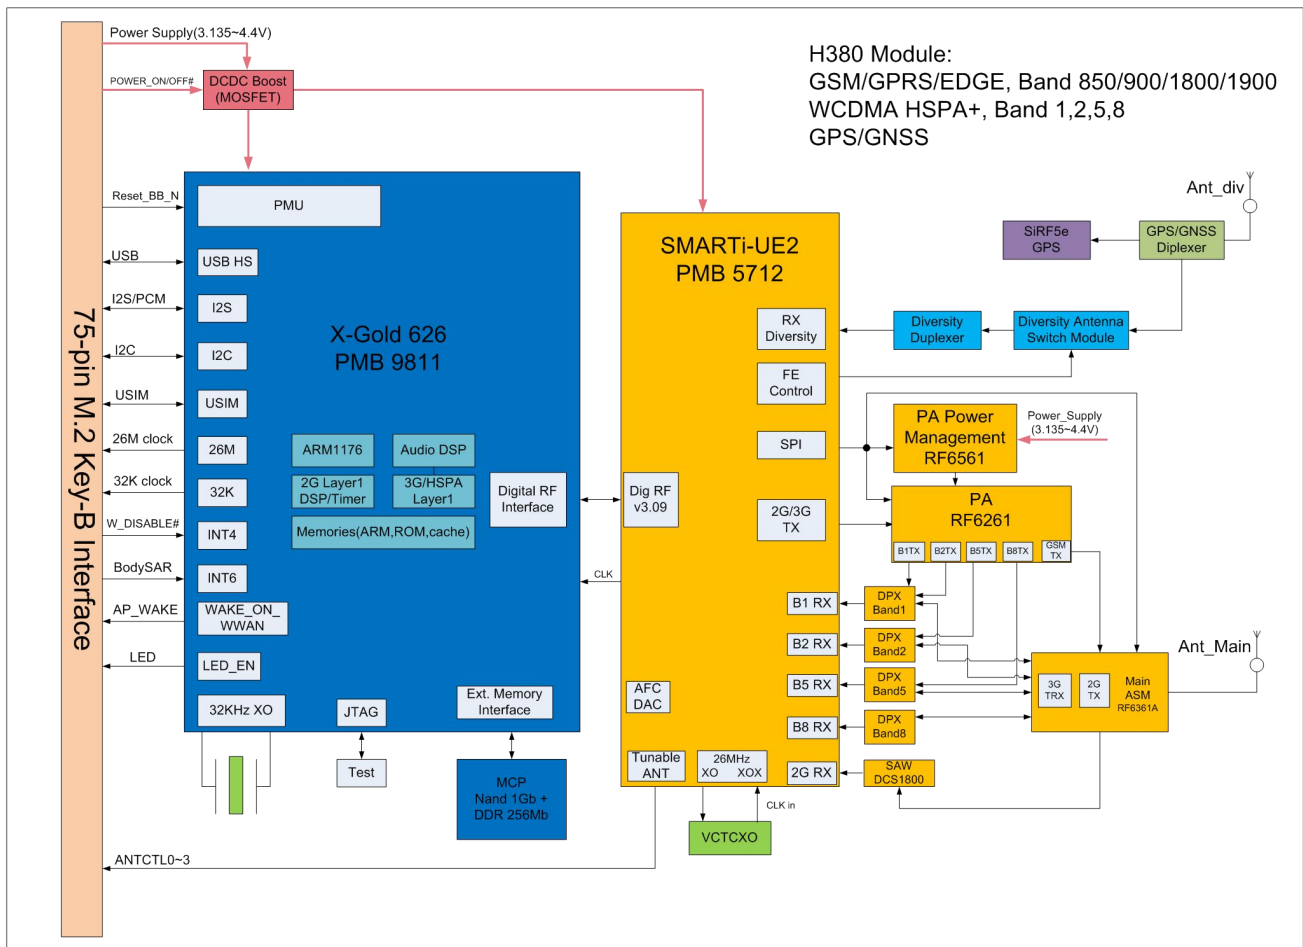 Power Supply(3.135~4.4V)
POWER_ON/OFF#
DCDC Boost
(MOSFET)
H380 Module:
GSM/GPRS/EDGE, Band 850/900/1800/1900
WCDMA HSPA+, Band 1,2,5,8
GPS/GNSS
75-pin M.2 Key-B Interface
Reset_BB_N
USB
I2S/PCM
I2C
USIM
26M clock
32K clock
W_DISABLE#
BodySAR
AP_WAKE
LED
ANTCTL0~3
PMU
USB HS
I2S
I2C
USIM
26M
32K
INT4
INT6
WAKE_ON_
WWAN
LED_EN
32KHz XO
X-Gold 626
PMB 9811
ARM1176
Audio DSP
2G Layer1
DSP/Timer
3G/HSPA
Layer1
Memories(ARM,ROM,cache)
Digital RF
Interface
JTAG
Ext. Memory
Interface
Test
MCP
Nand 1Gb +
DDR 256Mb
CLK
SMARTi-UE2
PMB 5712
RX
Diversity
FE
Control
SPI
Dig RF
v3.09
2G/3G
TX
B1 RX
B2 RX
B5 RX
B8 RX
2G RX
AFC
DAC
Tunable
ANT
26MHz
XO XOX
CLK in
VCTCXO
Ant_div
SiRF5e
GPS
GPS/GNSS
Diplexer
Diversity
Duplexer
Diversity Antenna
Switch Module
PA Power
Management
RF6561
Power_Supply
(3.135~4.4V)
PA
RF6261
B1TX
B2TX
B5TX
B8TX
GSM
TX
DPX
Band1
DPX
Band2
DPX
Band5
DPX
Band8
SAW
DCS1800
3G
TRX
2G
TX
Main
ASM
RF6361A
Ant_Main